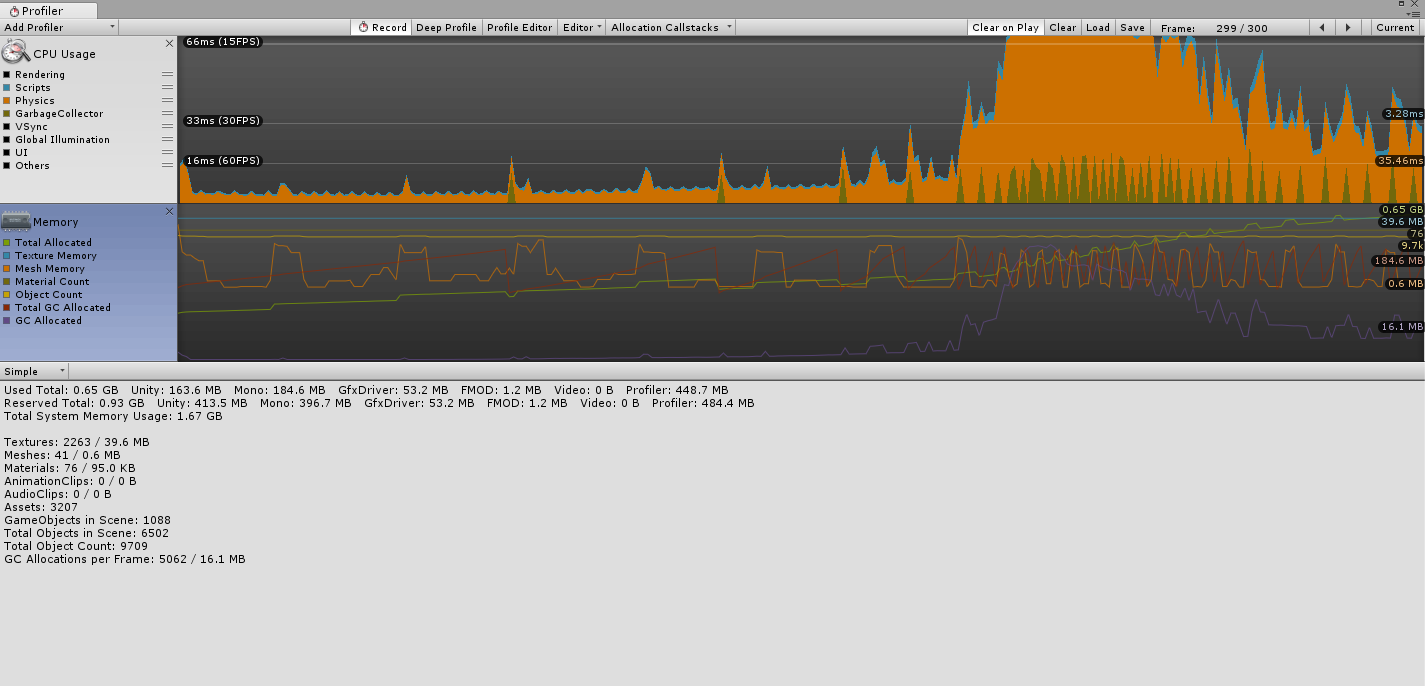 Profiler
Add Profiler Record Deep Profile Profile Editor Editor Allocation Callstacks Clear on Play Clear Load Save Frame: 299 / 300 Current
CPU Usage
Rendering
Scripts
Physics
GarbageCollector
VSync
Global Illumination
UI
Others
66ms (15FPS)
33ms (30FPS)
16ms (60FPS)
3.28ms
35.46ms
Memory
Total Allocated
Texture Memory
Mesh Memory
Material Count
Object Count
Total GC Allocated
GC Allocated
0.65 GB
39.6 MB
76
9.7k
184.6 MB
0.6 MB
16.1 MB
Simple
Used Total: 0.65 GB Unity: 163.6 MB Mono: 184.6 MB GfxDriver: 53.2 MB FMOD: 1.2 MB Video: 0 B Profiler: 448.7 MB
Reserved Total: 0.93 GB Unity: 413.5 MB Mono: 396.7 MB GfxDriver: 53.2 MB FMOD: 1.2 MB Video: 0 B Profiler: 484.4 MB
Total System Memory Usage: 1.67 GB
Textures: 2263 / 39.6 MB
Meshes: 41 / 0.6 MB
Materials: 76 / 95.0 KB
AnimationClips: 0 / 0 B
AudioClips: 0 / 0 B
Assets: 3207
GameObjects in Scene: 1088
Total Objects in Scene: 6502
Total Object Count: 9709
GC Allocations per Frame: 5062 / 16.1 MB